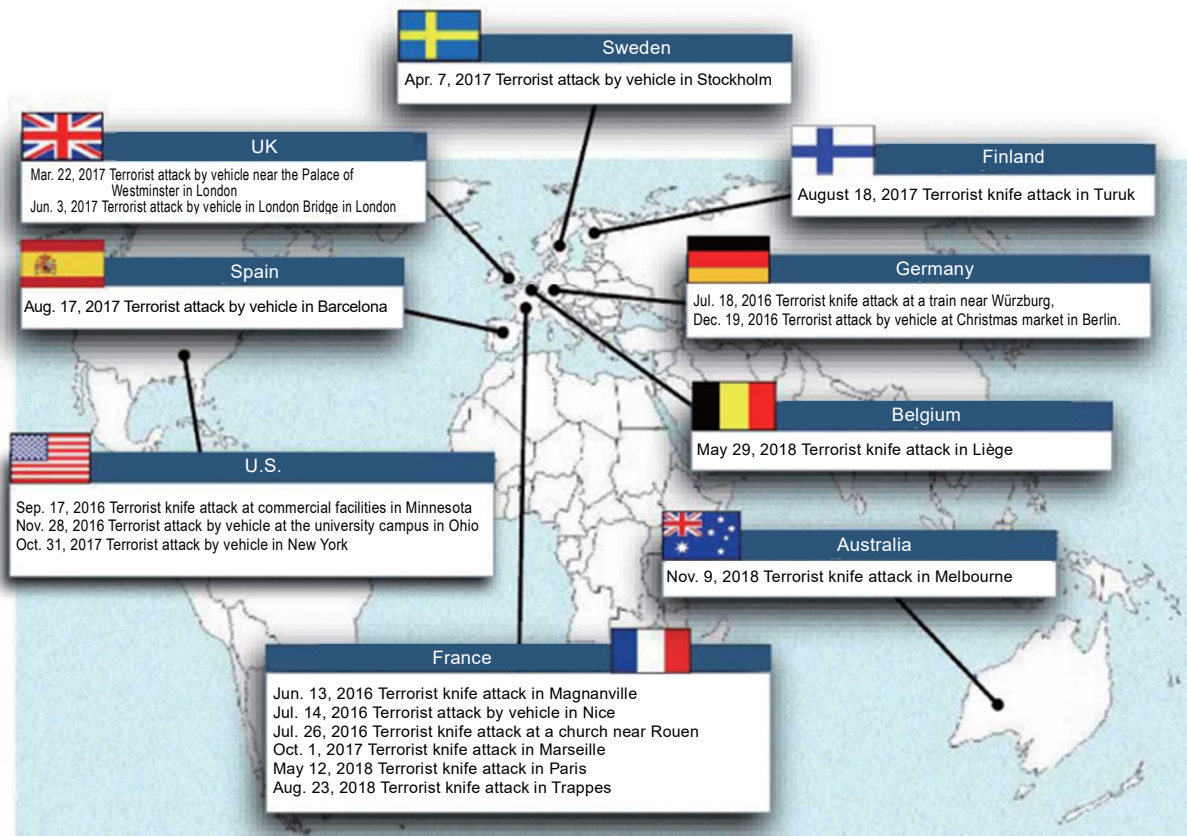 Sweden
Apr. 7, 2017 Terrorist attack by vehicle in Stockholm
UK
Mar. 22, 2017 Terrorist attack by vehicle near the Palace of
Westminster in London
Jun. 3, 2017 Terrorist attack by vehicle in London Bridge in London
Finland
August 18, 2017 Terrorist knife attack in Turuk
Spain
Aug. 17, 2017 Terrorist attack by vehicle in Barcelona
Germany
Jul. 18, 2016 Terrorist knife attack at a train near Würzburg,
Dec. 19, 2016 Terrorist attack by vehicle at Christmas market in Berlin.
Belgium
May 29, 2018 Terrorist knife attack in Liège
U.S.
Sep. 17, 2016 Terrorist knife attack at commercial facilities in Minnesota
Nov. 28, 2016 Terrorist attack by vehicle at the university campus in Ohio
Oct. 31, 2017 Terrorist attack by vehicle in New York
Australia
Nov. 9, 2018 Terrorist knife attack in Melbourne
France
Jun. 13, 2016 Terrorist knife attack in Magnanville
Jul. 14, 2016 Terrorist attack by vehicle in Nice
Jul. 26, 2016 Terrorist knife attack at a church near Rouen
Oct. 1, 2017 Terrorist knife attack in Marseille
May 12, 2018 Terrorist knife attack in Paris
Aug. 23, 2018 Terrorist knife attack in Trappes